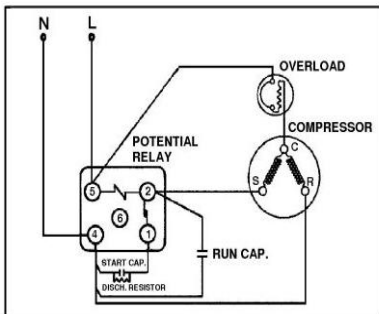 N L
OVERLOAD
COMPRESSOR
POTENTIAL
RELAY
C
S R
5 2
6
4 1
START CAP.
RUN CAP.
DISCH. RESISTOR